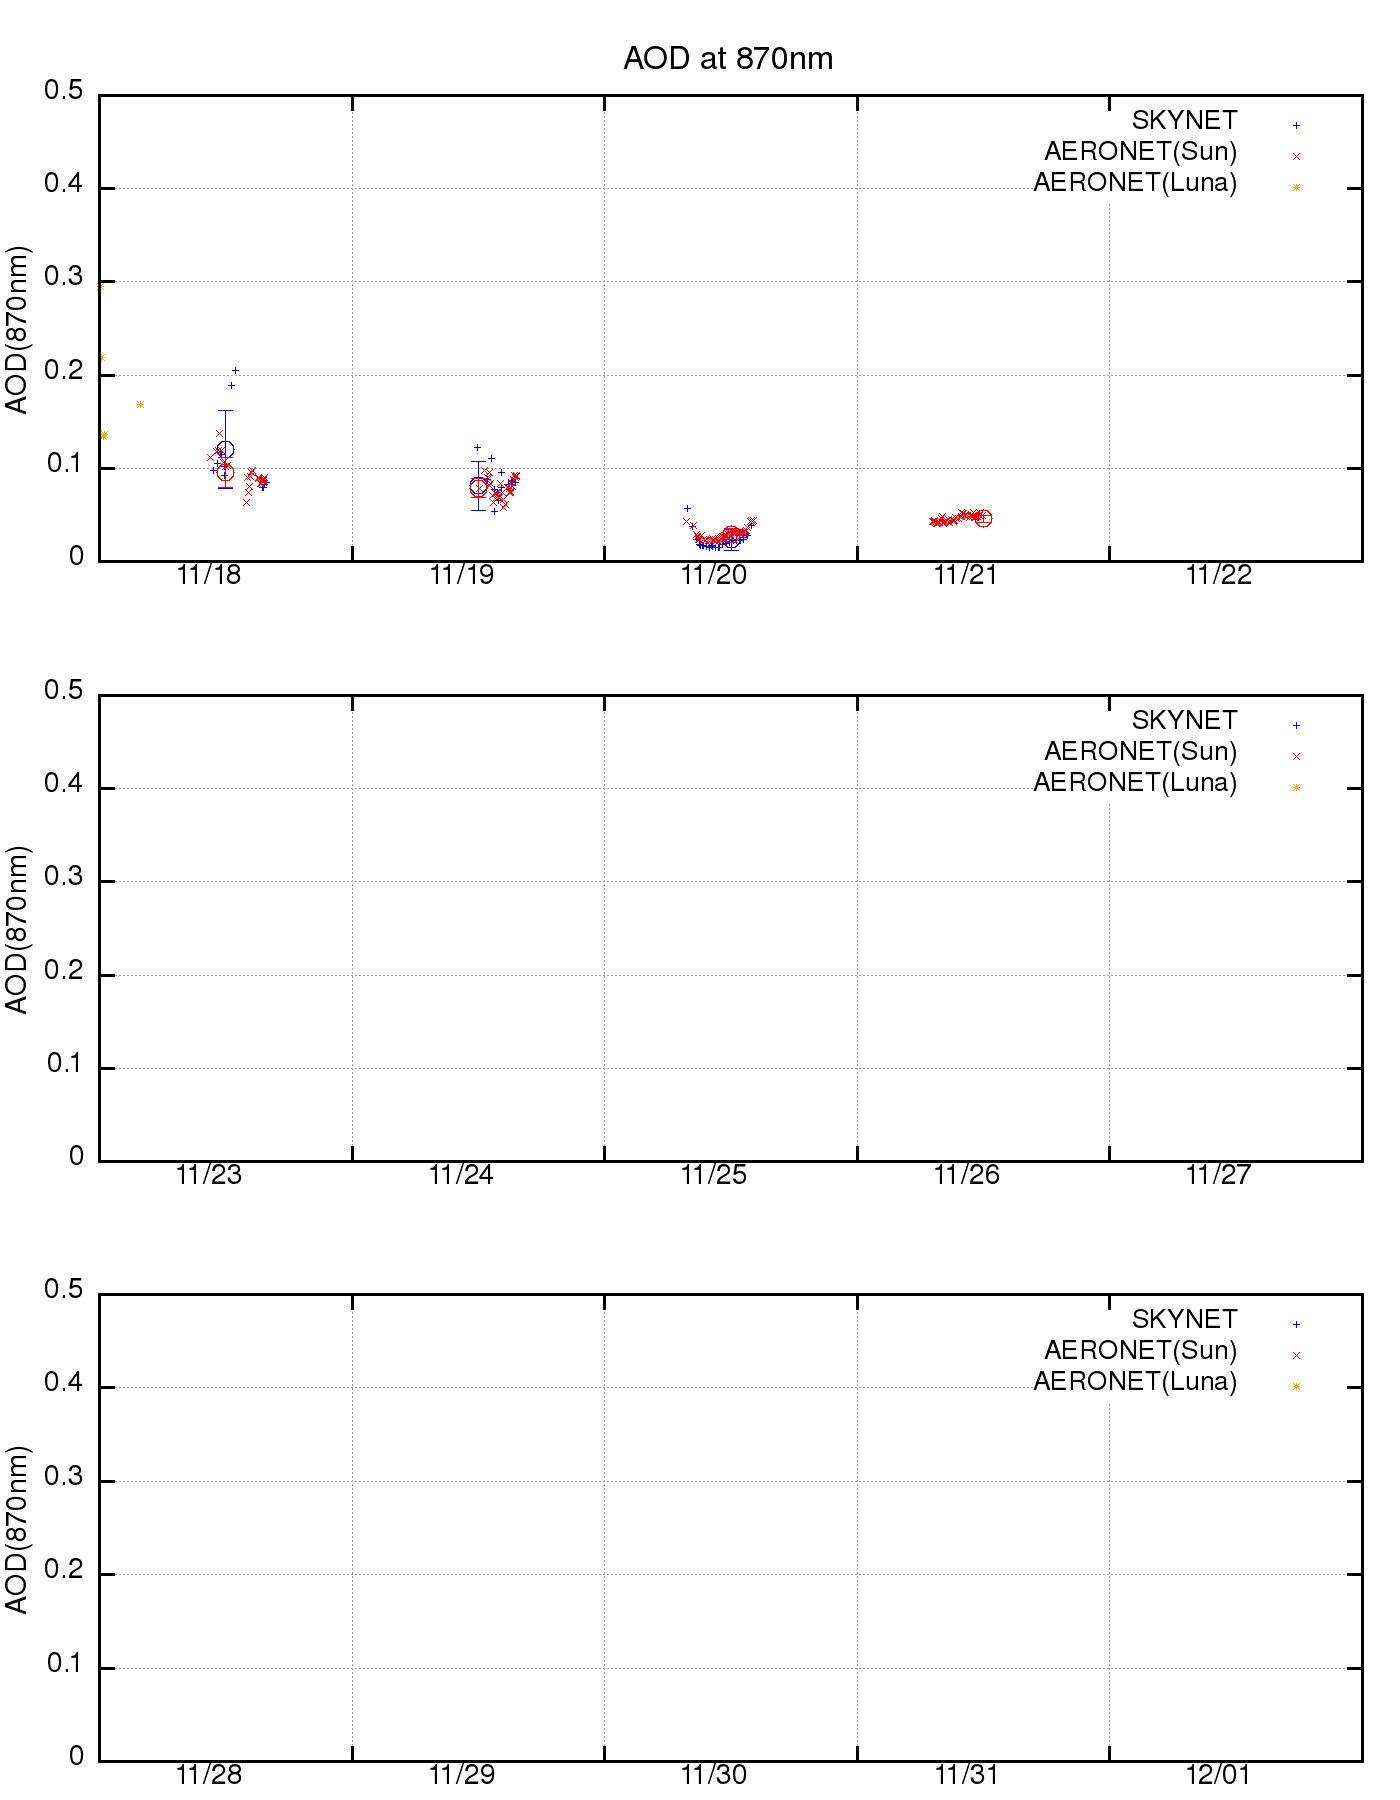 AOD at 870nm
0.5
SKYNET
AERONET(Sun)
AERONET(Luna)
0.4
0.3
0.2
0.1
0
AOD(870nm)
11/18 11/19 11/20 11/21 11/22
0.5
SKYNET
AERONET(Sun)
AERONET(Luna)
0.4
0.3
0.2
0.1
0
AOD(870nm)
11/23 11/24 11/25 11/26 11/27
0.5
SKYNET
AERONET(Sun)
AERONET(Luna)
0.4
0.3
0.2
0.1
0
AOD(870nm)
11/28 11/29 11/30 11/31 12/01